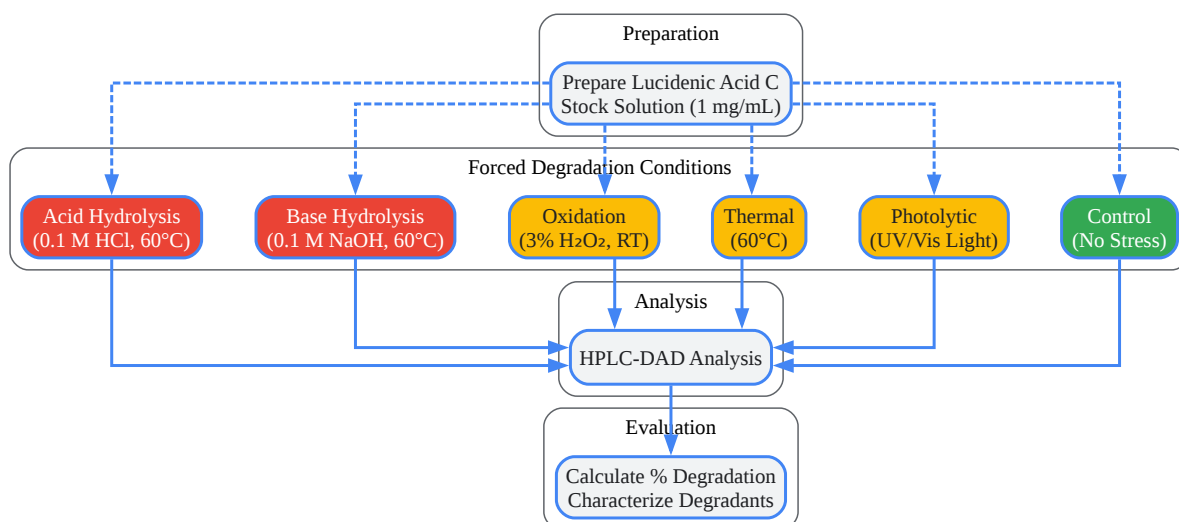 Preparation
Prepare Lucidenic Acid C
Stock Solution (1 mg/mL)
Forced Degradation Conditions
Acid Hydrolysis
(0.1 M HCl, 60°C)
Base Hydrolysis
(0.1 M NaOH, 60°C)
Oxidation
(3% H₂O₂, RT)
Thermal
(60°C)
Photolytic
(UV/Vis Light)
Control
(No Stress)
Analysis
HPLC-DAD Analysis
Evaluation
Calculate % Degradation
Characterize Degradants